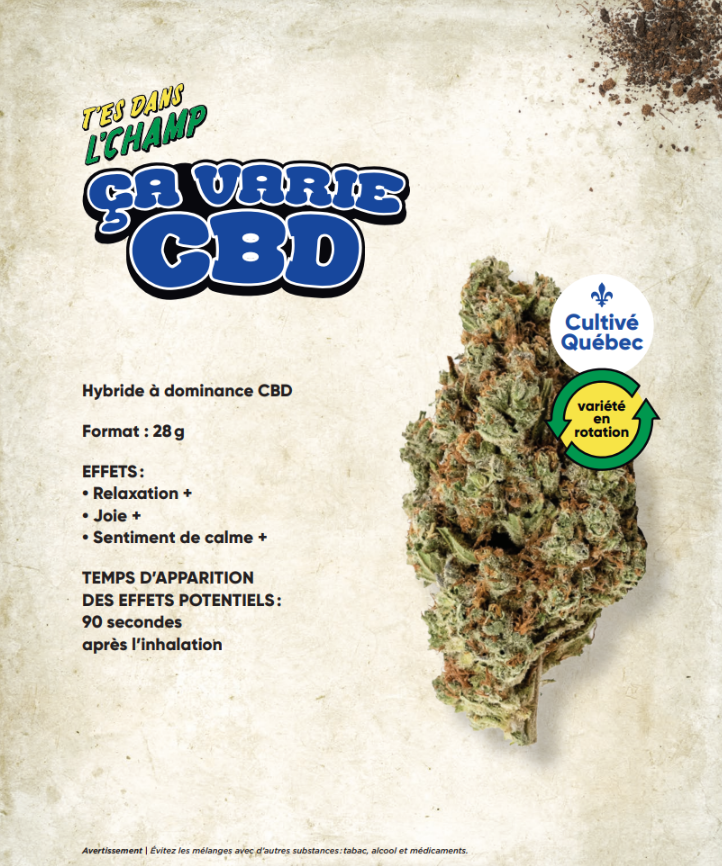 T'ES DANS
L'CHAMP
ÇA VARIE
CBD
Cultivé
Québec
variété
en
rotation
Hybride à dominance CBD
Format : 28 g
EFFETS :
• Relaxation +
• Joie +
• Sentiment de calme +
TEMPS D'APPARITION
DES EFFETS POTENTIELS :
90 secondes
après l'inhalation
Avertissement | Évitez les mélanges avec d'autres substances : tabac, alcool et médicaments.